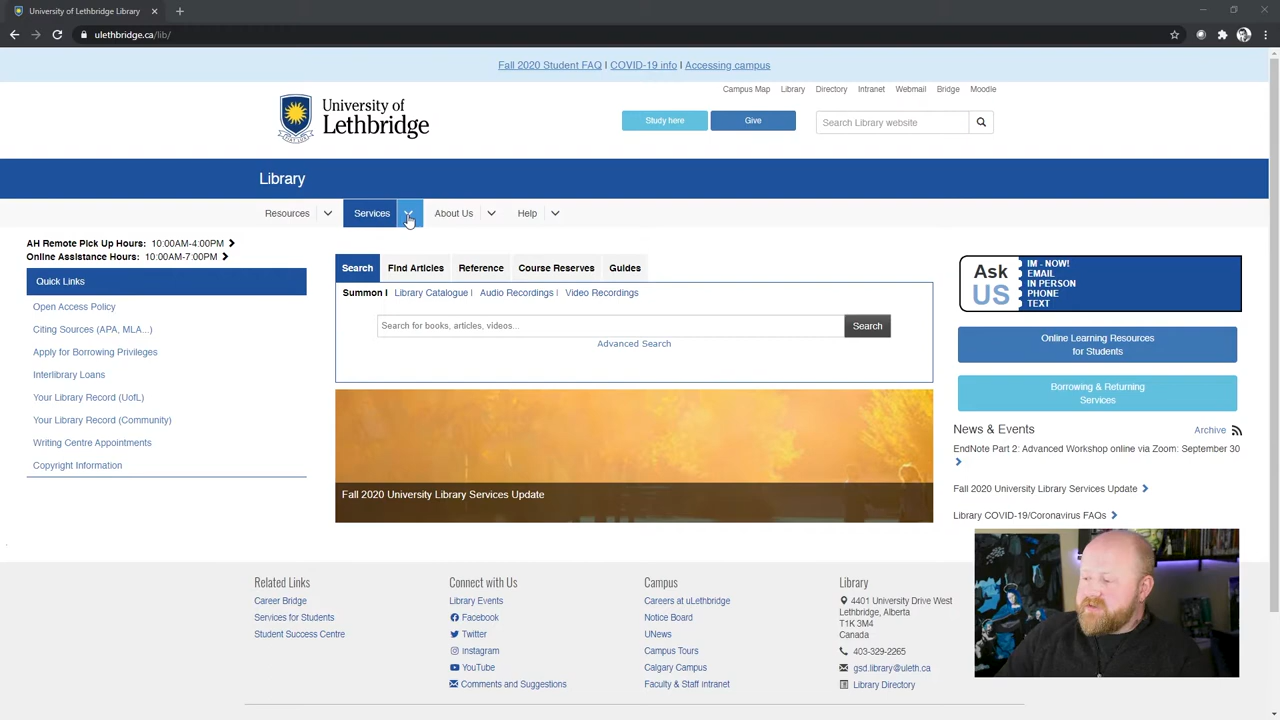 University of Lethbridge Library
ulethbridge.ca/lib/
Fall 2020 Student FAQ | COVID-19 info | Accessing campus
Campus Map Library Directory Intranet Webmail Bridge Moodle
University of
Lethbridge
Study here
Give
Search Library website
Library
Resources
Services
About Us
Help
AH Remote Pick Up Hours: 10:00AM-4:00PM
Online Assistance Hours: 10:00AM-7:00PM
Quick Links
Open Access Policy
Citing Sources (APA, MLA...)
Apply for Borrowing Privileges
Interlibrary Loans
Your Library Record (UofL)
Your Library Record (Community)
Writing Centre Appointments
Copyright Information
Search Find Articles Reference Course Reserves Guides
Summon | Library Catalogue | Audio Recordings | Video Recordings
Search for books, articles, videos...
Search
Advanced Search
Fall 2020 University Library Services Update
Ask
US
IM - NOW!
EMAIL
IN PERSON
PHONE
TEXT
Online Learning Resources
for Students
Borrowing & Returning
Services
News & Events
Archive
EndNote Part 2: Advanced Workshop online via Zoom: September 30
Fall 2020 University Library Services Update
Library COVID-19/Coronavirus FAQs
Related Links
Career Bridge
Services for Students
Student Success Centre
Connect with Us
Library Events
Facebook
Twitter
Instagram
YouTube
Comments and Suggestions
Campus
Careers at uLethbridge
Notice Board
UNews
Campus Tours
Calgary Campus
Faculty & Staff intranet
Library
4401 University Drive West
Lethbridge, Alberta
T1K 3M4
Canada
403-329-2265
gsd.library@uleth.ca
Library Directory